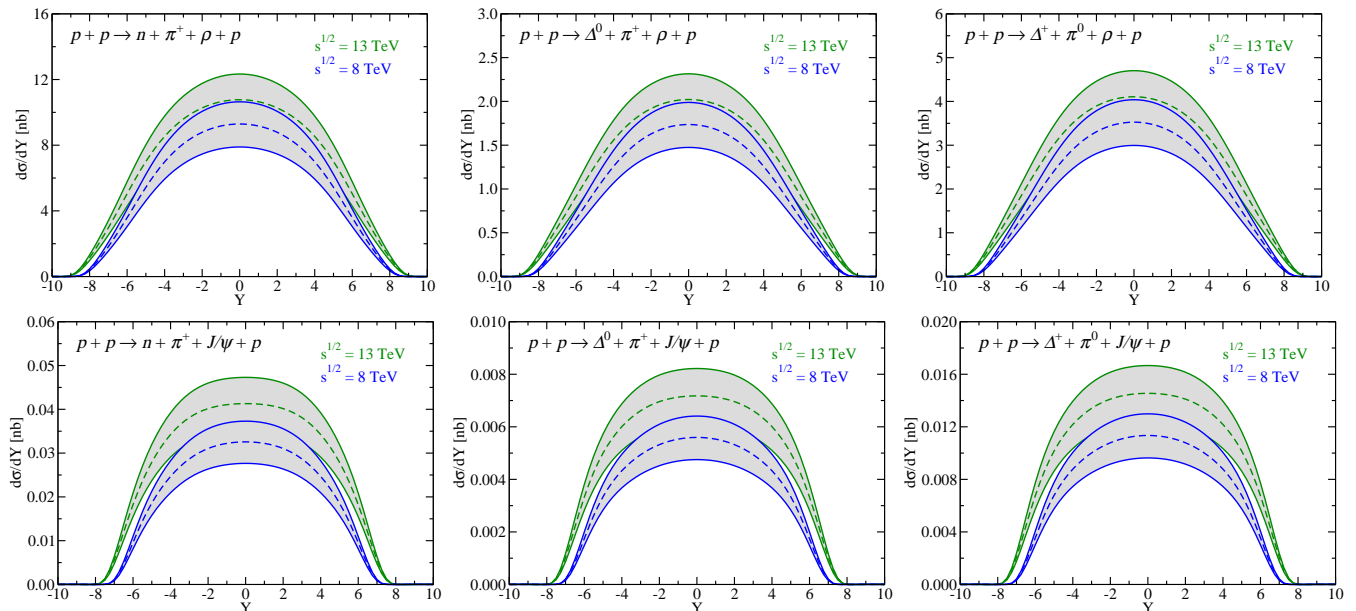 p + p → n + π⁺ + ρ + p
s^1/2 = 13 TeV
s^1/2 = 8 TeV
dσ/dY [nb]
16
12
8
4
0
-10 -8 -6 -4 -2 0 2 4 6 8 10
Y
p + p → Δ⁰ + π⁺ + ρ + p
s^1/2 = 13 TeV
s^1/2 = 8 TeV
dσ/dY [nb]
3.0
2.5
2.0
1.5
1.0
0.5
0.0
-10 -8 -6 -4 -2 0 2 4 6 8 10
Y
p + p → Δ⁺ + π⁰ + ρ + p
s^1/2 = 13 TeV
s^1/2 = 8 TeV
dσ/dY [nb]
6
5
4
3
2
1
0
-10 -8 -6 -4 -2 0 2 4 6 8 10
Y
p + p → n + π⁺ + J/ψ + p
s^1/2 = 13 TeV
s^1/2 = 8 TeV
dσ/dY [nb]
0.06
0.05
0.04
0.03
0.02
0.01
0.00
-10 -8 -6 -4 -2 0 2 4 6 8 10
Y
p + p → Δ⁰ + π⁺ + J/ψ + p
s^1/2 = 13 TeV
s^1/2 = 8 TeV
dσ/dY [nb]
0.010
0.008
0.006
0.004
0.002
0.000
-10 -8 -6 -4 -2 0 2 4 6 8 10
Y
p + p → Δ⁺ + π⁰ + J/ψ + p
s^1/2 = 13 TeV
s^1/2 = 8 TeV
dσ/dY [nb]
0.020
0.016
0.012
0.008
0.004
0.000
-10 -8 -6 -4 -2 0 2 4 6 8 10
Y